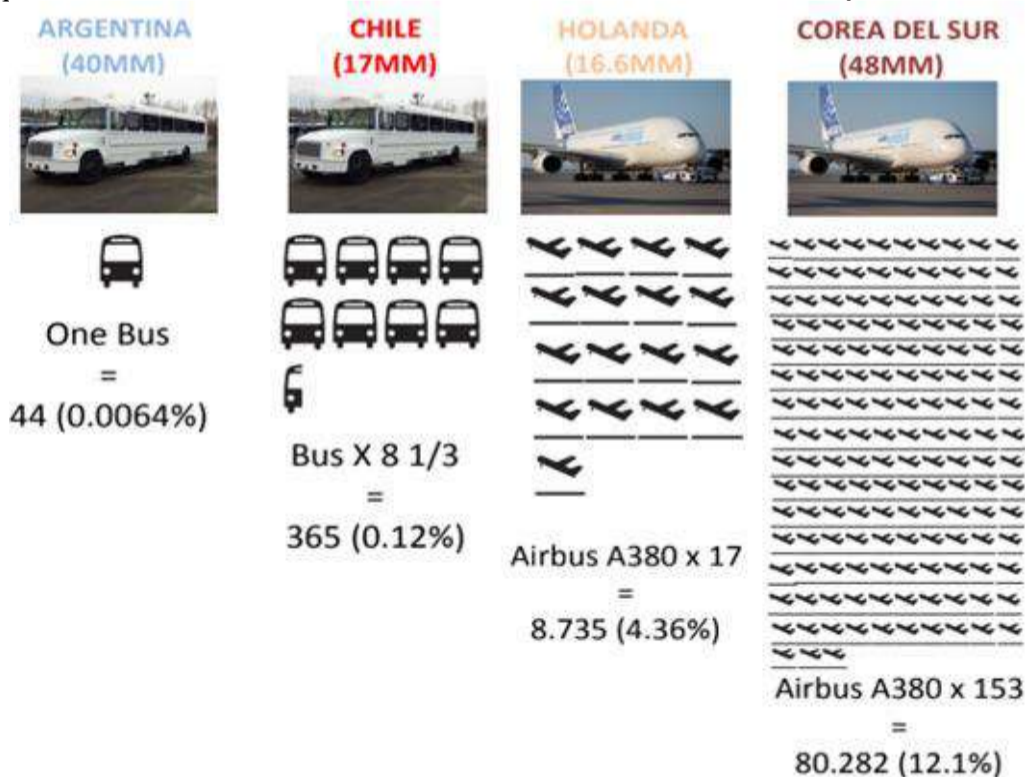 ARGENTINA
(40MM)
One Bus
=
44 (0.0064%)
CHILE
(17MM)
Bus X 8 1/3
=
365 (0.12%)
HOLANDA
(16.6MM)
Airbus A380 x 17
=
8.735 (4.36%)
COREA DEL SUR
(48MM)
Airbus A380 x 153
=
80.282 (12.1%)